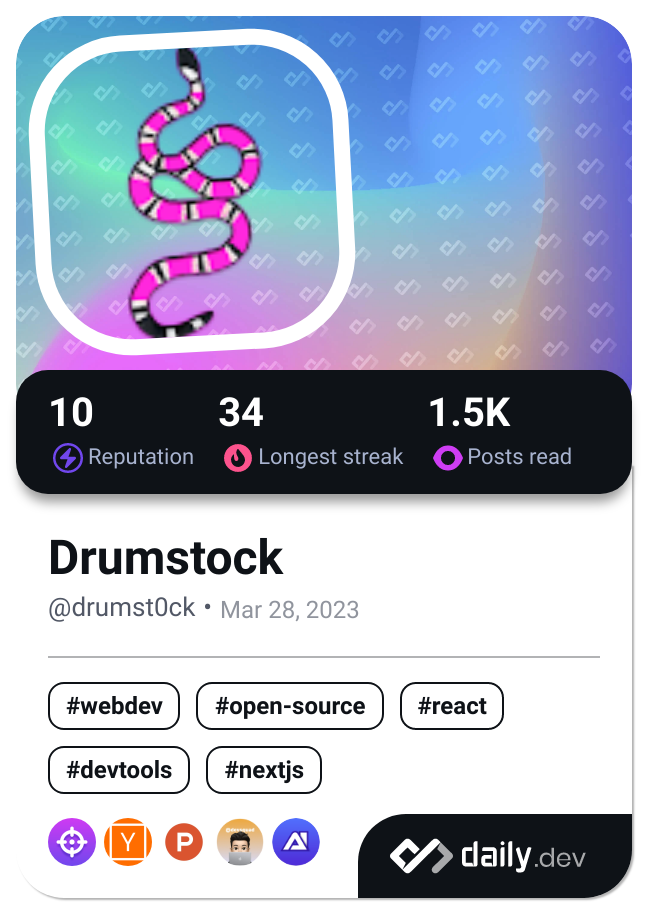 10 34 1.5K
Reputation Longest streak Posts read
Drumstock
@drumst0ck • Mar 28, 2023
#webdev #open-source #react
#devtools #nextjs
Y P
daily.dev